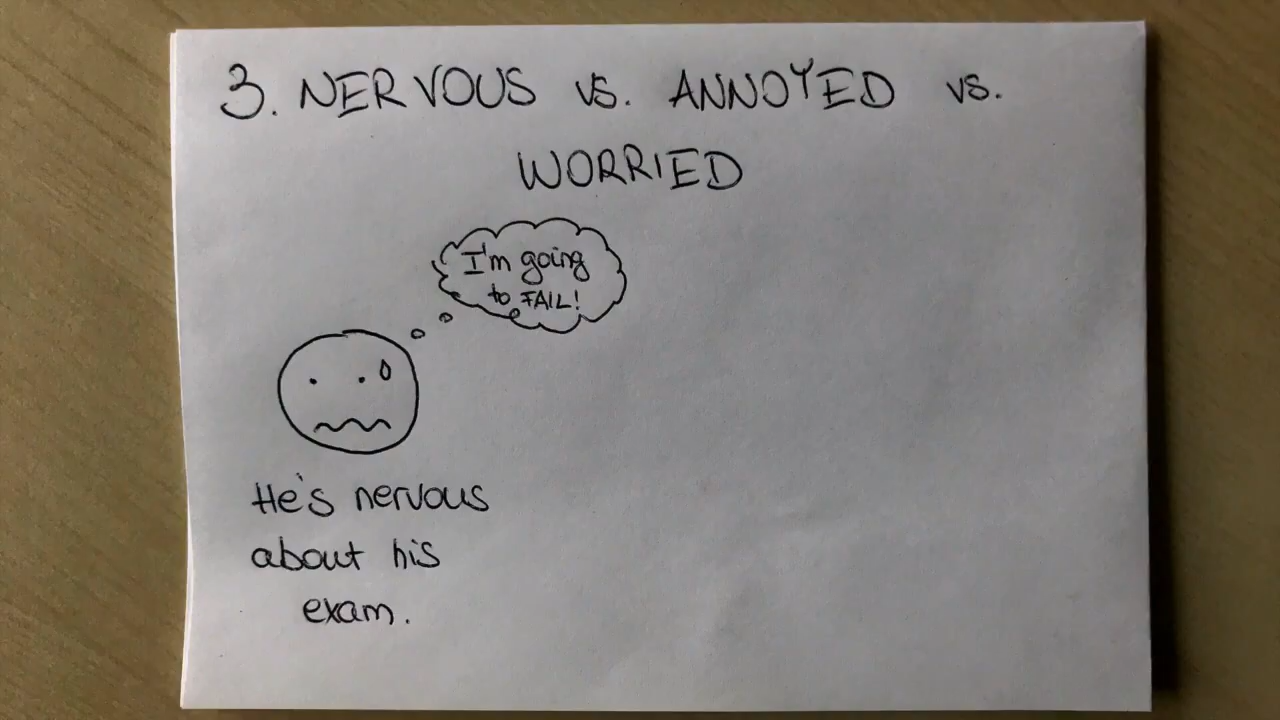 3. NERVOUS vs. ANNOYED vs.
WORRIED
I'm going
to FAIL!
He's nervous
about his
exam.